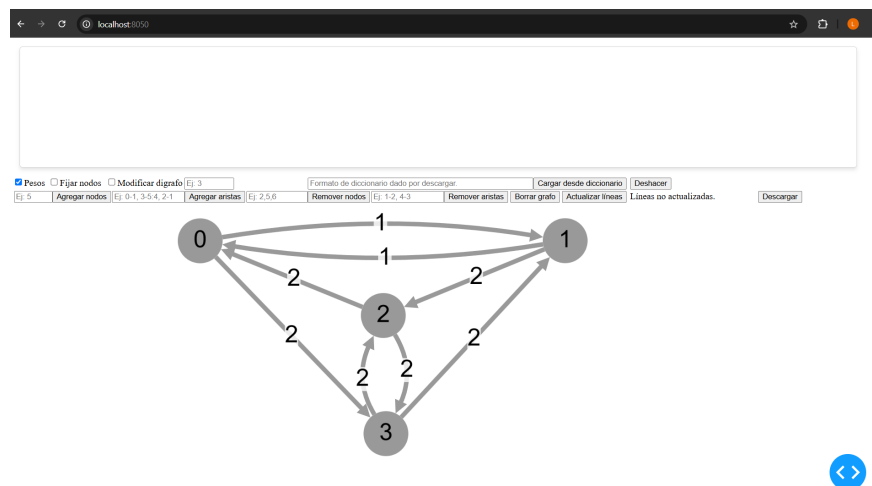 localhost:8050
L
Pesos Fijar nodos Modificar digrafo Ej: 3 Formato de diccionario dado por descargar. Cargar desde diccionario Deshacer
Ej: 5 Agregar nodos Ej: 0-1, 3-5:4, 2-1 Agregar aristas Ej: 2,5,6 Remover nodos Ej: 1-2, 4-3 Remover aristas Borrar grafo Actualizar líneas Líneas no actualizadas. Descargar
1
0 1
1
2 2
2
2 2
2 2
3